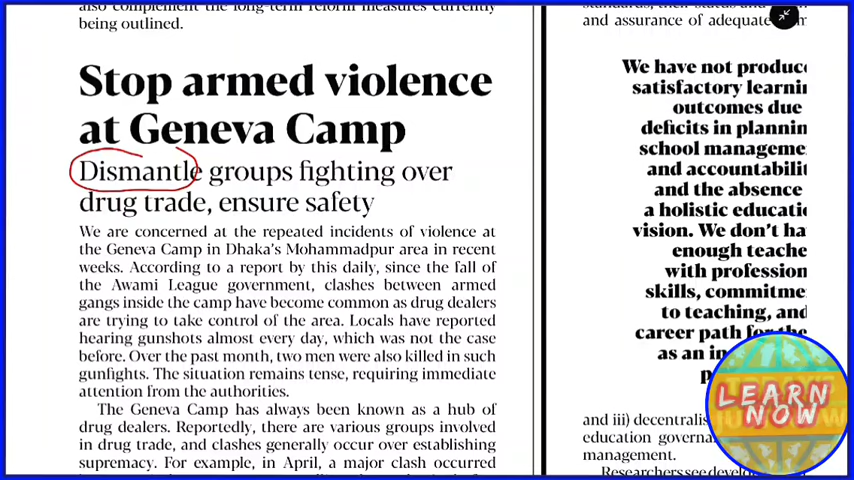 also complement the long-term reform measures currently
being outlined.
Stop armed violence
at Geneva Camp
Dismantle groups fighting over
drug trade, ensure safety
We are concerned at the repeated incidents of violence at
the Geneva Camp in Dhaka's Mohammadpur area in recent
weeks. According to a report by this daily, since the fall of
the Awami League government, clashes between armed
gangs inside the camp have become common as drug dealers
are trying to take control of the area. Locals have reported
hearing gunshots almost every day, which was not the case
before. Over the past month, two men were also killed in such
gunfights. The situation remains tense, requiring immediate
attention from the authorities.
The Geneva Camp has always been known as a hub of
drug dealers. Reportedly, there are various groups involved
in drug trade, and clashes generally occur over establishing
supremacy. For example, in April, a major clash occurred
and assurance of adequate
We have not produc
satisfactory learnin
outcomes due
deficits in plannin
school manageme
and accountabilit
and the absence
a holistic educatio
vision. We don't ha
enough teache
with profession
skills, commitme
to teaching, and
career path for the
as an
and iii) decentralis
education governa
management.
Researchers see develo
LEARN
NOW